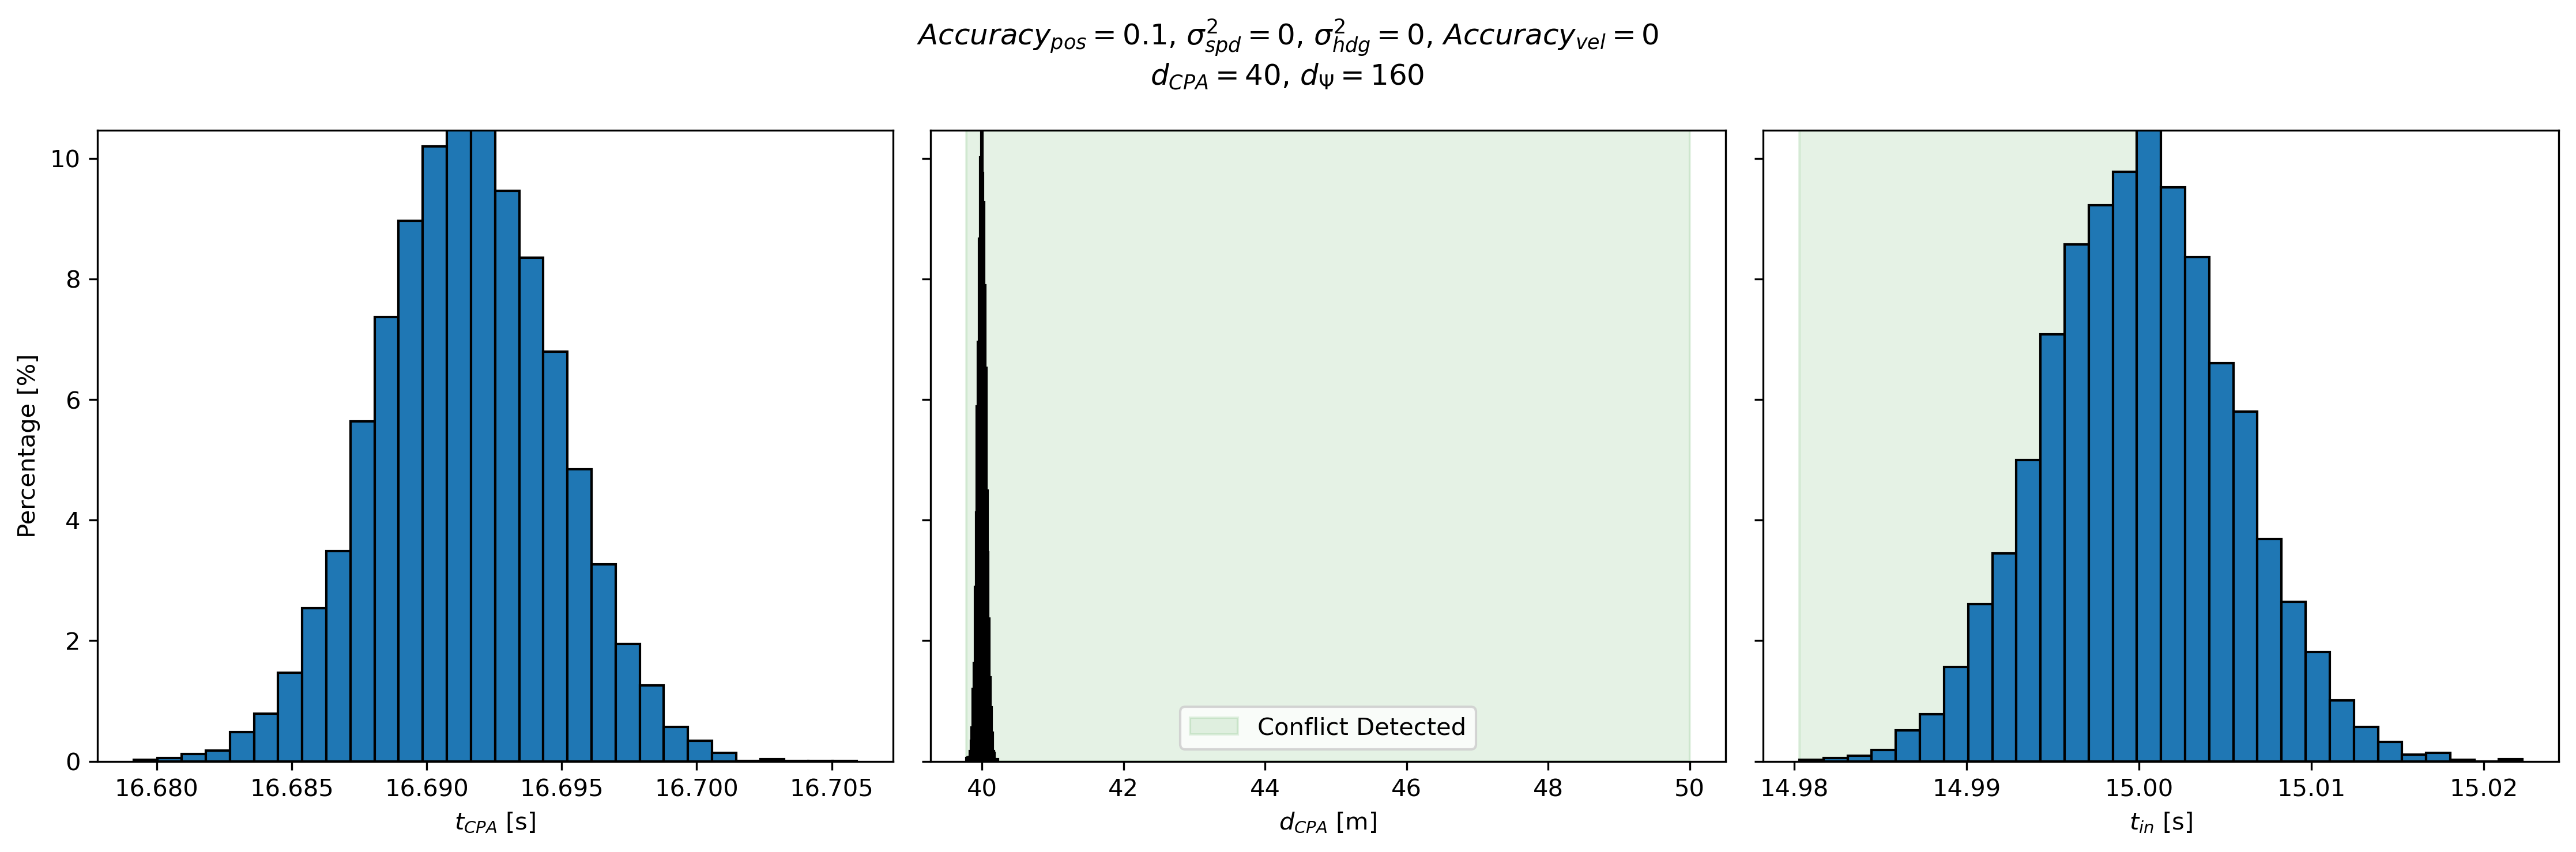 Accuracy_pos = 0.1, σ²_spd = 0, σ²_hdg = 0, Accuracy_vel = 0
d_CPA = 40, d_Ψ = 160
Percentage [%]
10
8
6
4
2
0
16.680 16.685 16.690 16.695 16.700 16.705
t_CPA [s]
Conflict Detected
40 42 44 46 48 50
d_CPA [m]
14.98 14.99 15.00 15.01 15.02
t_in [s]